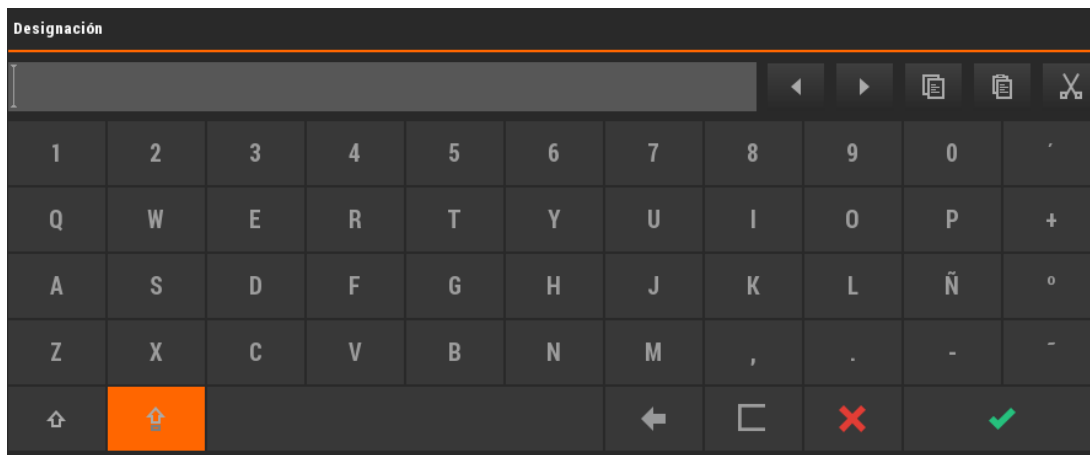 Designación
1 2 3 4 5 6 7 8 9 0 ´
Q W E R T Y U I O P +
A S D F G H J K L Ñ º
Z X C V B N M , . - ~